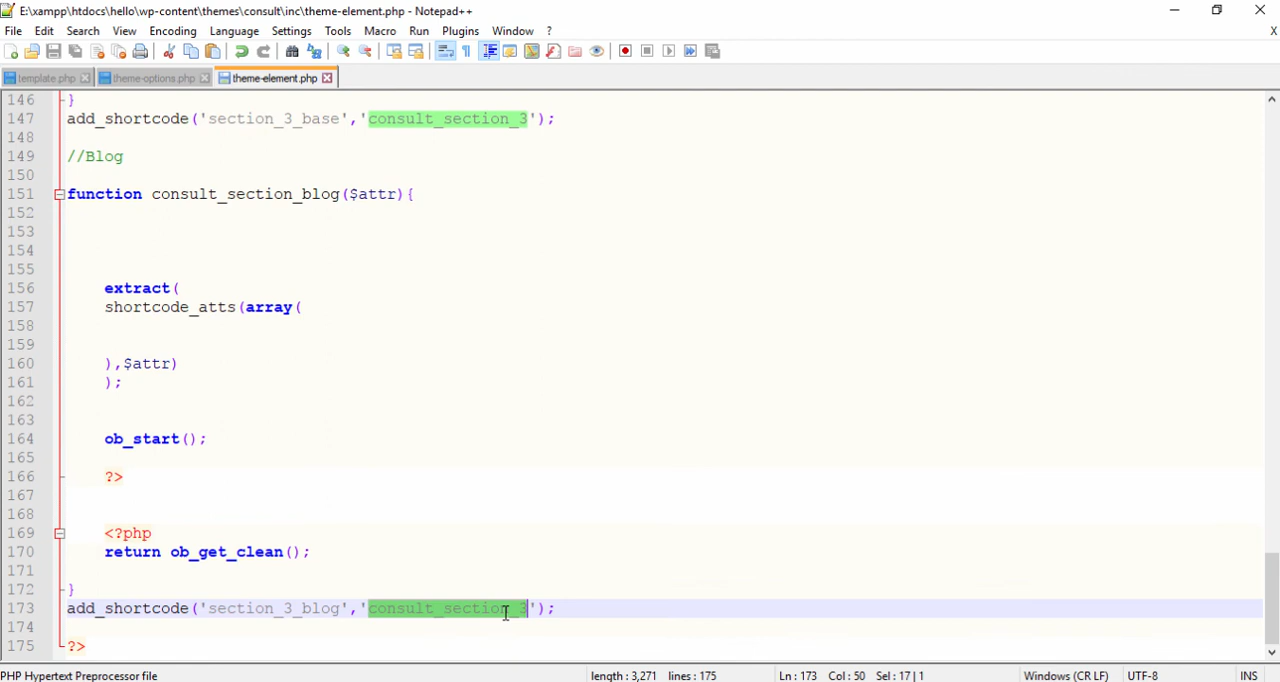 E:\xampp\htdocs\hello\wp-content\themes\consult\inc\theme-element.php - Notepad++
File Edit Search View Encoding Language Settings Tools Macro Run Plugins Window ? X
template.php theme-options.php theme-element.php
146 }
147 add_shortcode('section_3_base','consult_section_3');
148
149 //Blog
150
151 function consult_section_blog($attr){
152
153
154
155
156 extract(
157 shortcode_atts(array(
158
159
160 ),$attr)
161 );
162
163
164 ob_start();
165
166 ?>
167
168
169 <?php
170 return ob_get_clean();
171
172 }
173 add_shortcode('section_3_blog','consult_section_3');
174
175 ?>
PHP Hypertext Preprocessor file length : 3,271 lines : 175 Ln : 173 Col : 50 Sel : 17 | 1 Windows (CR LF) UTF-8 INS